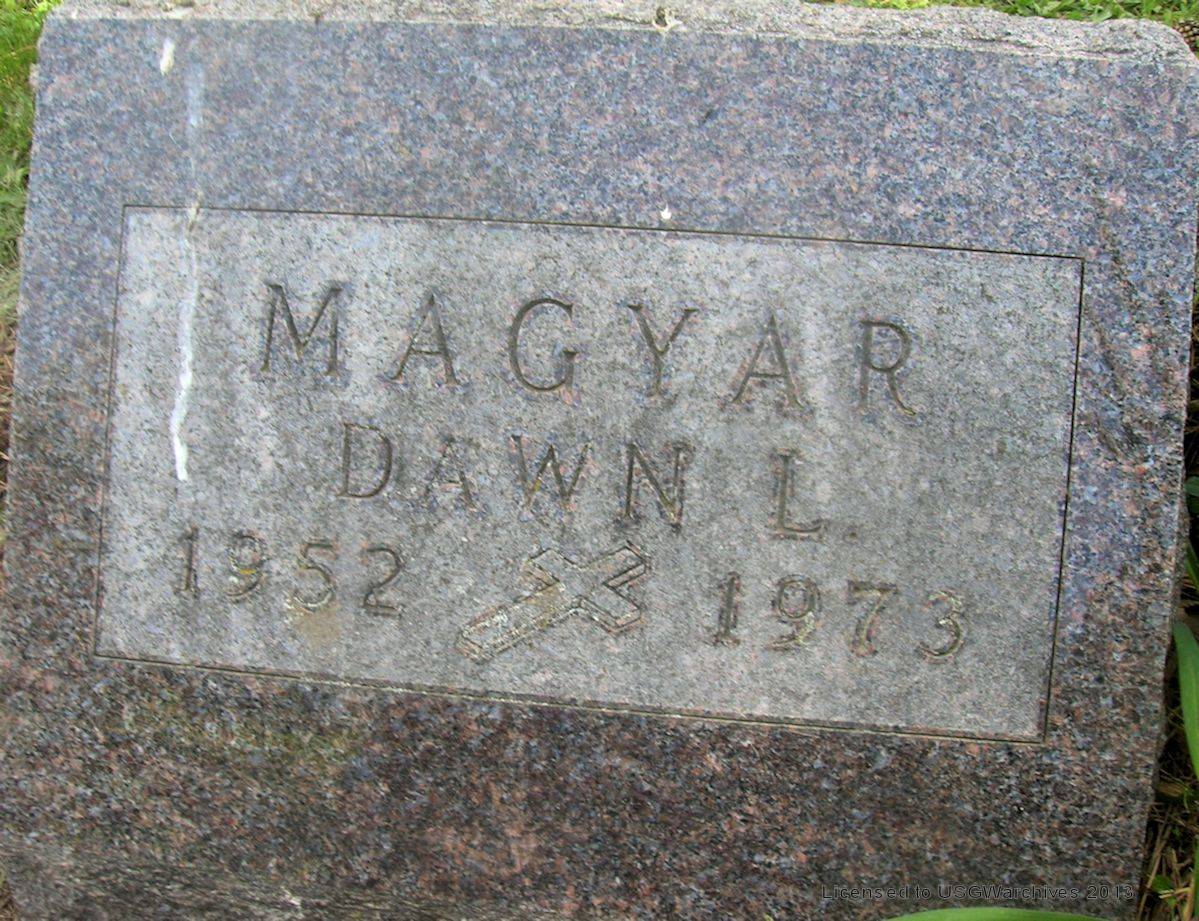 MAGYAR
DAWN L.
1952 1973
Licensed to USGWarchives 2013